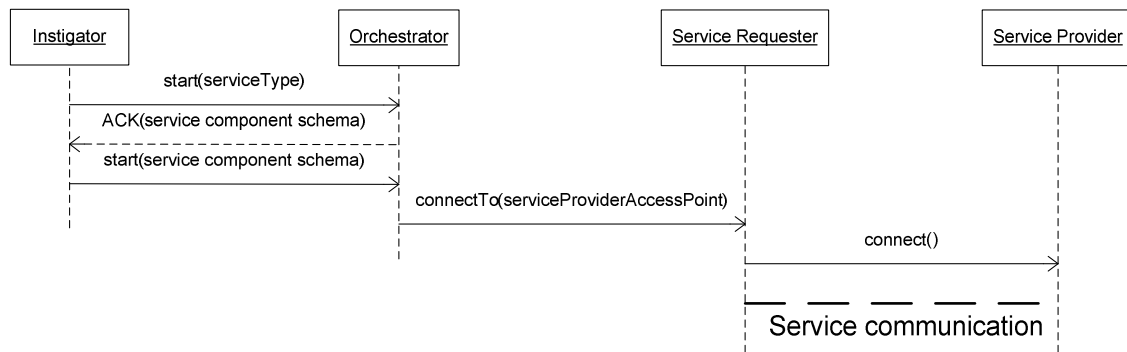 Instigator
Orchestrator
Service Requester
Service Provider
start(serviceType)
ACK(service component schema)
start(service component schema)
connectTo(serviceProviderAccessPoint)
connect()
Service communication